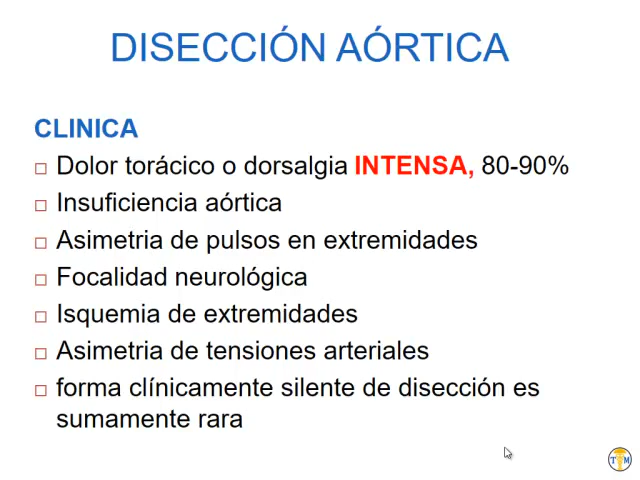 DISECCIÓN AÓRTICA
CLINICA
Dolor torácico o dorsalgia INTENSA, 80-90%
Insuficiencia aórtica
Asimetria de pulsos en extremidades
Focalidad neurológica
Isquemia de extremidades
Asimetria de tensiones arteriales
forma clínicamente silente de disección es
sumamente rara
T M